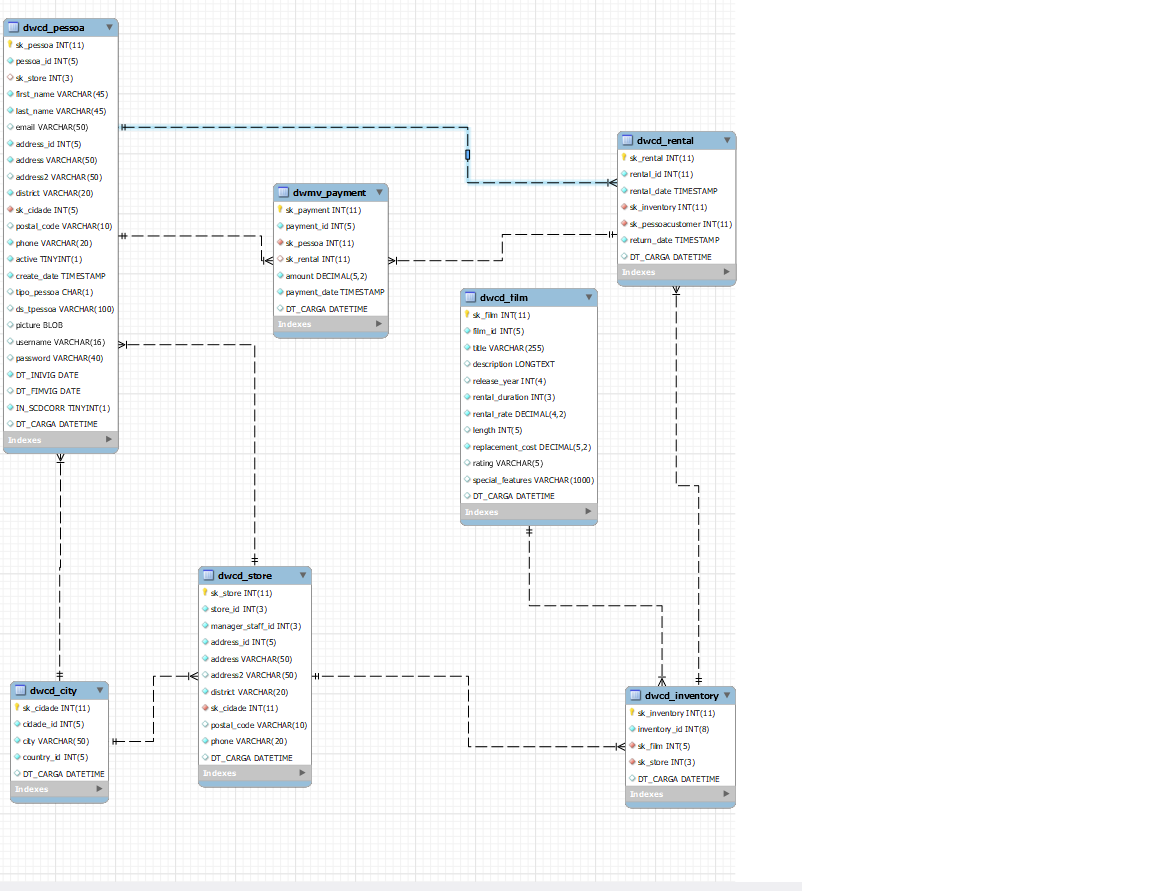 dwcd_pessoa
sk_pessoa INT(11)
pessoa_id INT(5)
sk_store INT(3)
first_name VARCHAR(45)
last_name VARCHAR(45)
email VARCHAR(50)
address_id INT(5)
address VARCHAR(50)
address2 VARCHAR(50)
district VARCHAR(20)
sk_cidade INT(5)
postal_code VARCHAR(10)
phone VARCHAR(20)
active TINYINT(1)
create_date TIMESTAMP
tipo_pessoa CHAR(1)
ds_tpessoa VARCHAR(100)
picture BLOB
username VARCHAR(16)
password VARCHAR(40)
DT_INIVIG DATE
DT_FIMVIG DATE
IN_SCDCORR TINYINT(1)
DT_CARGA DATETIME
Indexes
dwmv_payment
sk_payment INT(11)
payment_id INT(5)
sk_pessoa INT(11)
sk_rental INT(11)
amount DECIMAL(5,2)
payment_date TIMESTAMP
DT_CARGA DATETIME
Indexes
dwcd_rental
sk_rental INT(11)
rental_id INT(11)
rental_date TIMESTAMP
sk_inventory INT(11)
sk_pessoacustomer INT(11)
return_date TIMESTAMP
DT_CARGA DATETIME
Indexes
dwcd_film
sk_film INT(11)
film_id INT(5)
title VARCHAR(255)
description LONGTEXT
release_year INT(4)
rental_duration INT(3)
rental_rate DECIMAL(4,2)
length INT(5)
replacement_cost DECIMAL(5,2)
rating VARCHAR(5)
special_features VARCHAR(1000)
DT_CARGA DATETIME
Indexes
dwcd_store
sk_store INT(11)
store_id INT(3)
manager_staff_id INT(3)
address_id INT(5)
address VARCHAR(50)
address2 VARCHAR(50)
district VARCHAR(20)
sk_cidade INT(11)
postal_code VARCHAR(10)
phone VARCHAR(20)
DT_CARGA DATETIME
Indexes
dwcd_city
sk_cidade INT(11)
cidade_id INT(5)
city VARCHAR(50)
country_id INT(5)
DT_CARGA DATETIME
Indexes
dwcd_inventory
sk_inventory INT(11)
inventory_id INT(8)
sk_film INT(5)
sk_store INT(3)
DT_CARGA DATETIME
Indexes